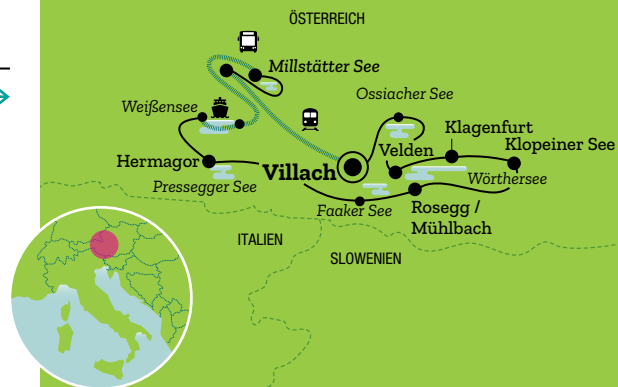 ÖSTERREICH
Millstätter See
Ossiacher See
Weißensee
Klagenfurt
Velden
Klopeiner See
Hermagor
Villach
Wörthersee
Pressegger See
Faaker See
Rosegg /
Mühlbach
ITALIEN
SLOWENIEN